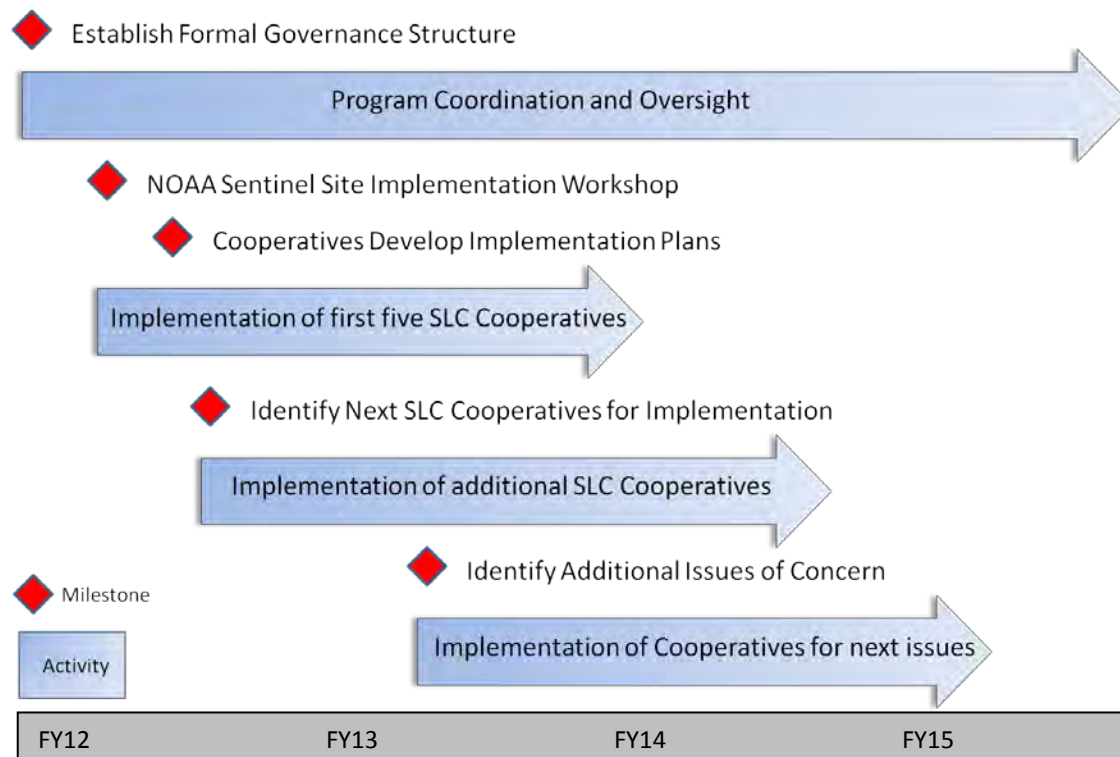 Establish Formal Governance Structure
Program Coordination and Oversight
NOAA Sentinel Site Implementation Workshop
Cooperatives Develop Implementation Plans
Implementation of first five SLC Cooperatives
Identify Next SLC Cooperatives for Implementation
Implementation of additional SLC Cooperatives
Identify Additional Issues of Concern
Milestone
Implementation of Cooperatives for next issues
Activity
FY12 FY13 FY14 FY15